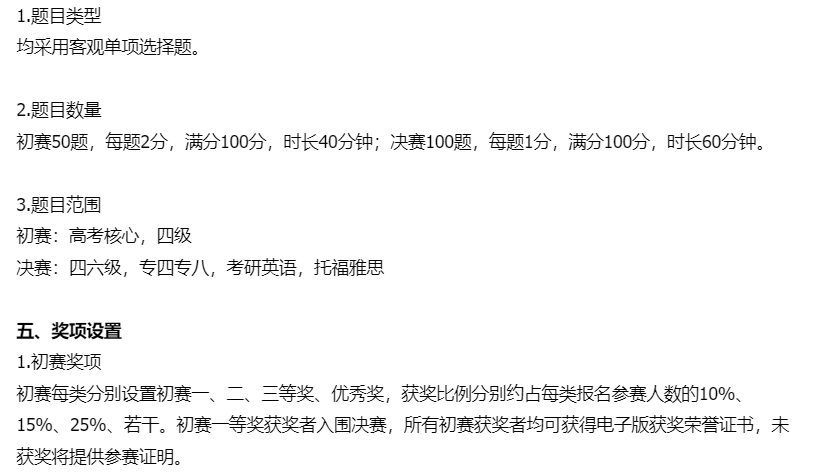 1.题目类型
均采用客观单项选择题。
2.题目数量
初赛50题，每题2分，满分100分，时长40分钟；决赛100题，每题1分，满分100分，时长60分钟。
3.题目范围
初赛：高考核心，四级
决赛：四六级，专四专八，考研英语，托福雅思
五、奖项设置
1.初赛奖项
初赛每类分别设置初赛一、二、三等奖、优秀奖，获奖比例分别约占每类报名参赛人数的10%、
15%、25%、若干。初赛一等奖获奖者入围决赛，所有初赛获奖者均可获得电子版获奖荣誉证书，未
获奖将提供参赛证明。